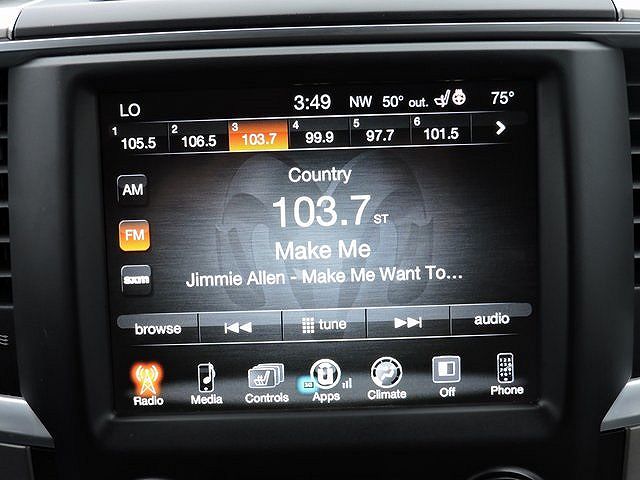 LO 3:49 NW 50° out. 75°
1 105.5 2 106.5 3 103.7 4 99.9 5 97.7 6 101.5
Country
AM
103.7 ST
FM
Make Me
sxm
Jimmie Allen - Make Me Want To...
browse tune audio
Radio Media Controls Apps Climate Off Phone